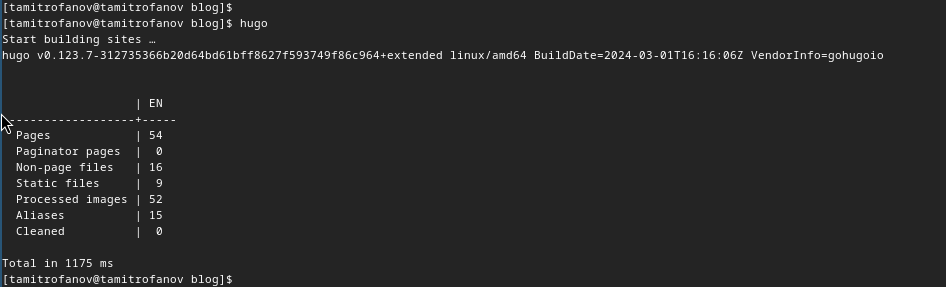 [tamitrofanov@tamitrofanov blog]$
[tamitrofanov@tamitrofanov blog]$ hugo
Start building sites …
hugo v0.123.7-312735366b20d64bd61bff8627f593749f86c964+extended linux/amd64 BuildDate=2024-03-01T16:16:06Z VendorInfo=gohugoio
| EN
-------------------+-----
Pages | 54
Paginator pages | 0
Non-page files | 16
Static files | 9
Processed images | 52
Aliases | 15
Cleaned | 0
Total in 1175 ms
[tamitrofanov@tamitrofanov blog]$